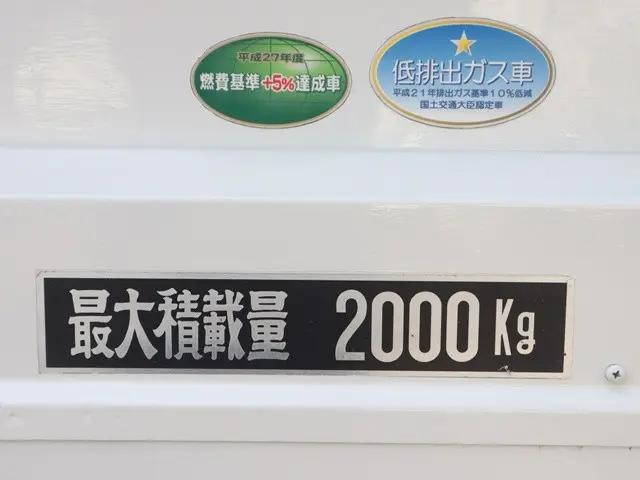 平成27年度
燃費基準+5%達成車
低排出ガス車
平成21年排出ガス基準10%低減
国土交通大臣認定車
最大積載量 2000Kg